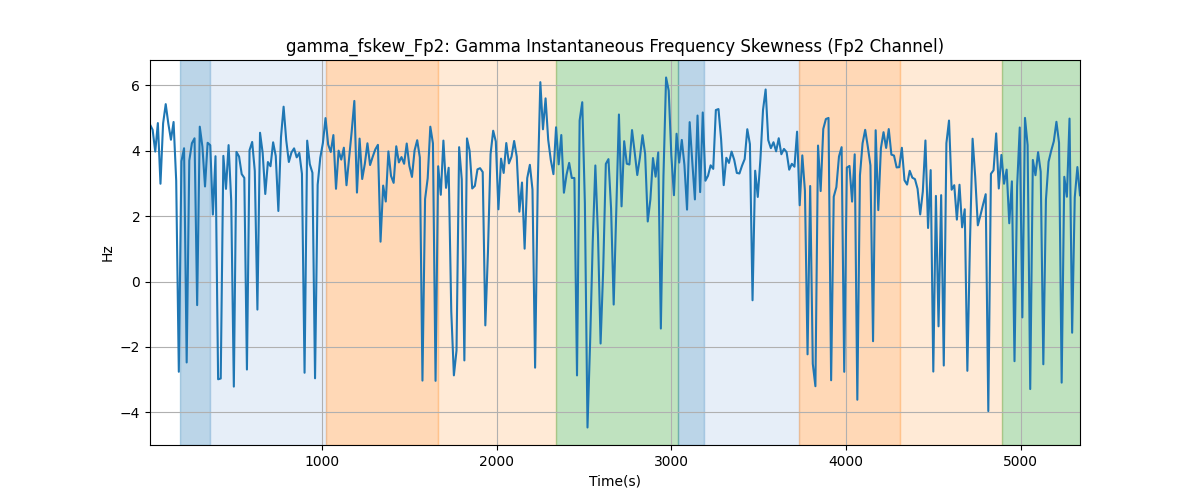 gamma_fskew_Fp2: Gamma Instantaneous Frequency Skewness (Fp2 Channel)
6
4
2
0
−2
−4
Hz
1000 2000 3000 4000 5000
Time(s)